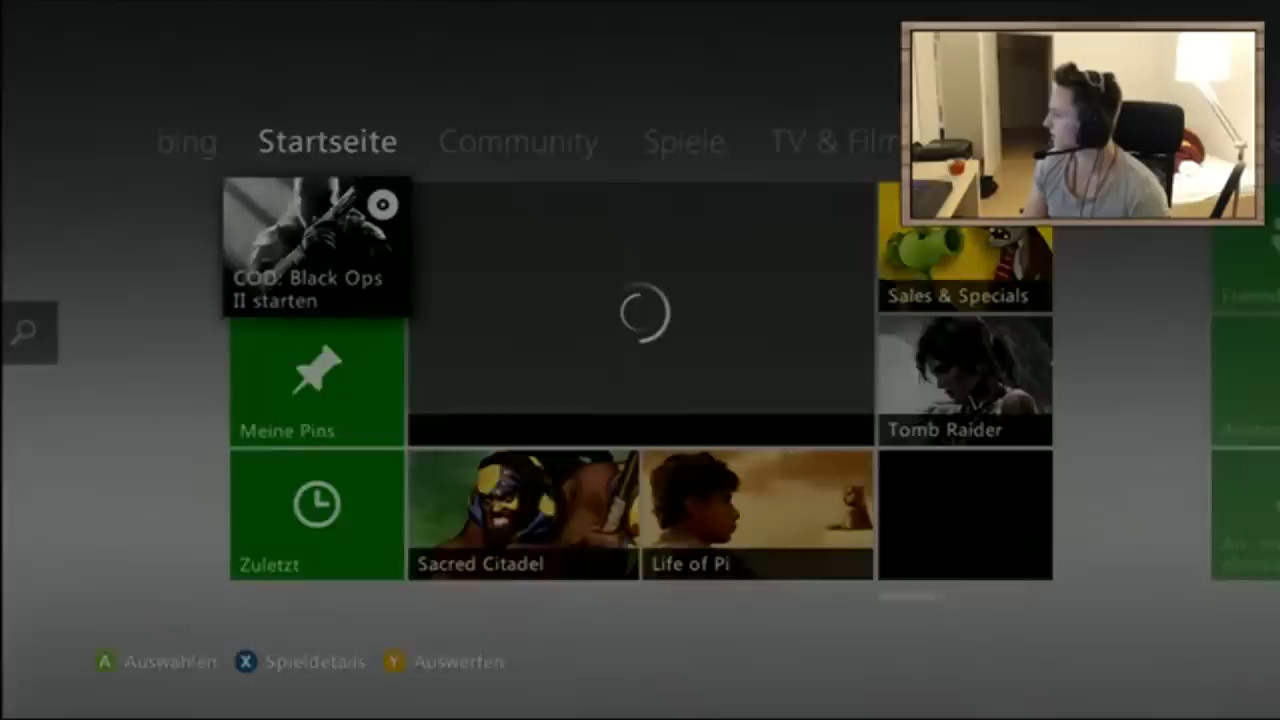 bing Startseite Community Spiele TV & Film
COD: Black Ops
II starten
Sales & Specials
Meine Pins
Tomb Raider
Zuletzt
Sacred Citadel
Life of Pi
A Auswählen X Spieldetails Y Auswerten